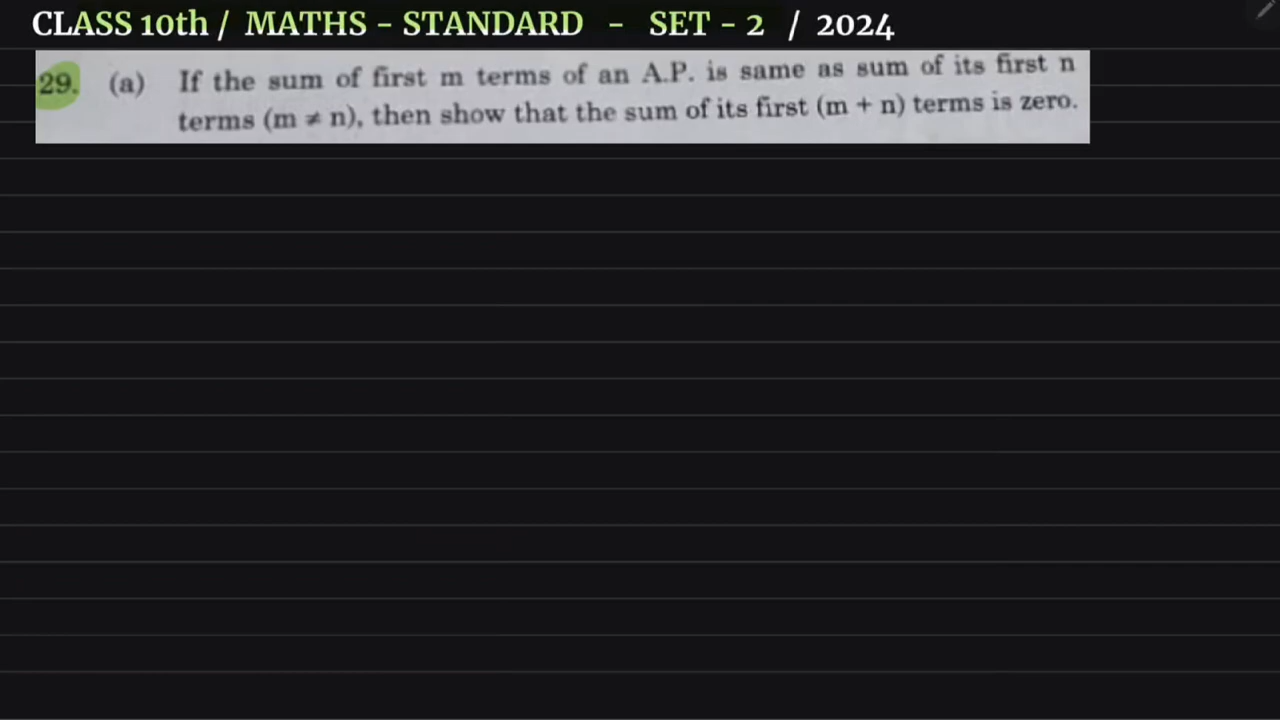 CLASS 10th / MATHS - STANDARD - SET - 2 / 2024
29. (a) If the sum of first m terms of an A.P. is same as sum of its first n
terms (m ≠ n), then show that the sum of its first (m + n) terms is zero.